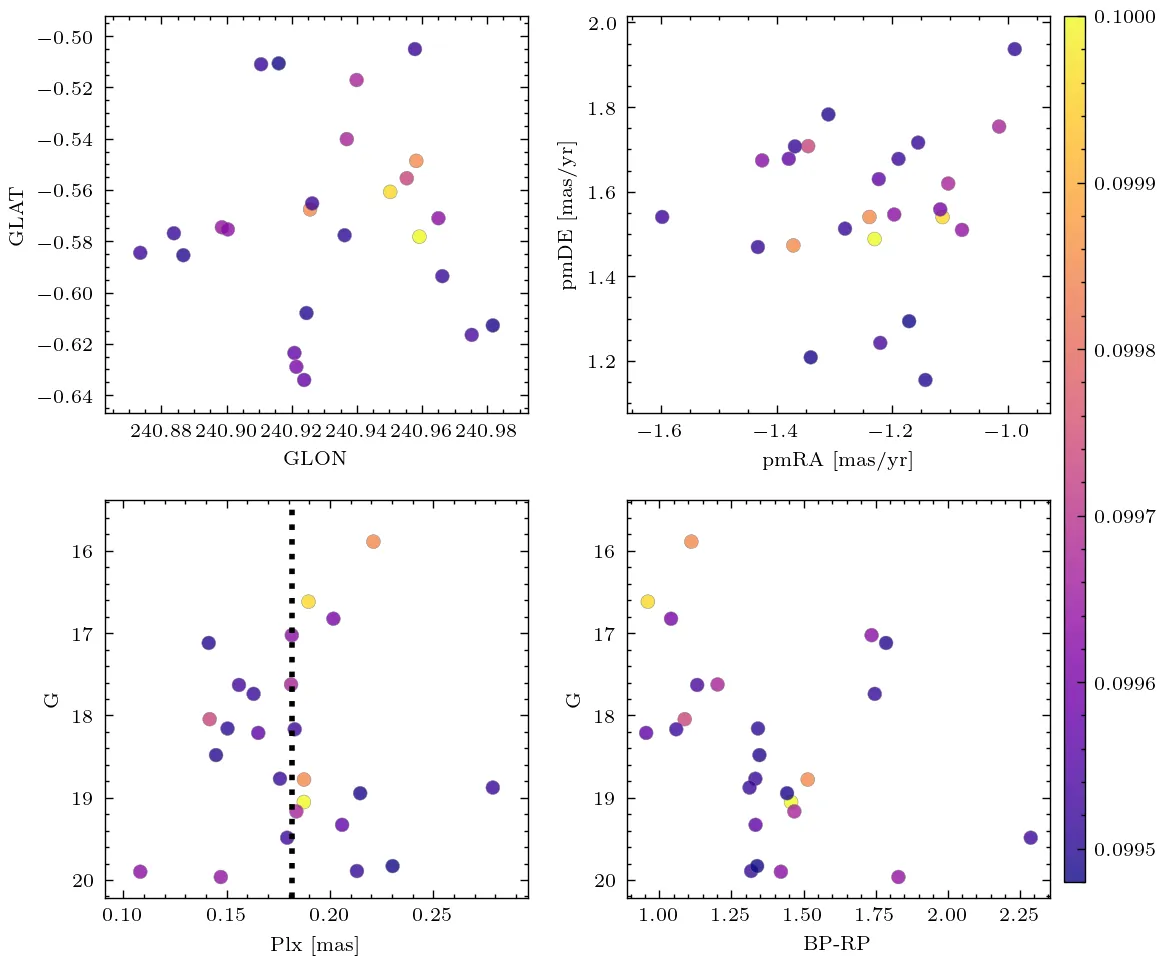 −0.50
−0.52
−0.54
−0.56
−0.58
−0.60
−0.62
−0.64
GLAT
240.88 240.90 240.92 240.94 240.96 240.98
GLON
2.0
1.8
1.6
1.4
1.2
pmDE [mas/yr]
−1.6 −1.4 −1.2 −1.0
pmRA [mas/yr]
16
17
18
19
20
G
0.10 0.15 0.20 0.25
Plx [mas]
16
17
18
19
20
G
1.00 1.25 1.50 1.75 2.00 2.25
BP-RP
0.1000
0.0999
0.0998
0.0997
0.0996
0.0995